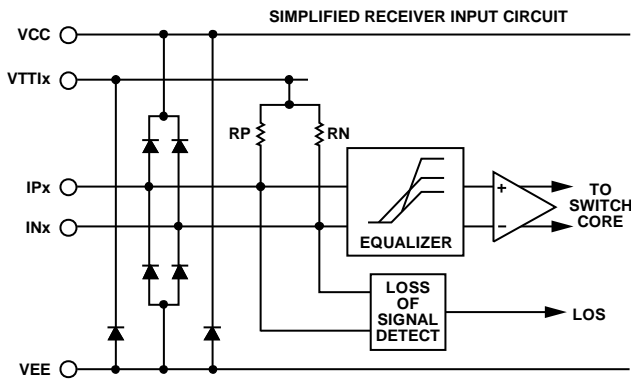 SIMPLIFIED RECEIVER INPUT CIRCUIT
VCC
VTTIx
RP
RN
IPx
INx
EQUALIZER
+
−
TO
SWITCH
CORE
LOSS
OF
SIGNAL
DETECT
LOS
VEE